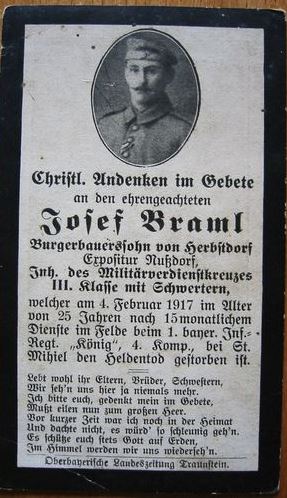 Christl. Andenken im Gebete
an den ehrengeachteten
Josef Braml
Burgerbauerssohn von Herbstdorf
Expositur Nußdorf,
Inh. des Militärverdienstkreuzes
III. Klasse mit Schwertern,
welcher am 4. Februar 1917 im Alter
von 25 Jahren nach 15monatlichem
Dienste im Felde beim 1. bayer. Inf.-
Regt. „König“, 4. Komp., bei St.
Mihiel den Heldentod gestorben ist.
Lebt wohl ihr Eltern, Brüder, Schwestern,
Wir seh'n uns hier ja niemals mehr.
Ich bitte euch, gedenkt mein im Gebete,
Mußt eilen nun zum großen Heer.
Vor kurzer Zeit war ich noch in der Heimat
Und dachte nicht, es würd' so schleunig geh'n.
Es schütze euch stets Gott auf Erden,
Im Himmel werden wir uns wiederseh'n.
Oberbayerische Landeszeitung Traunstein.